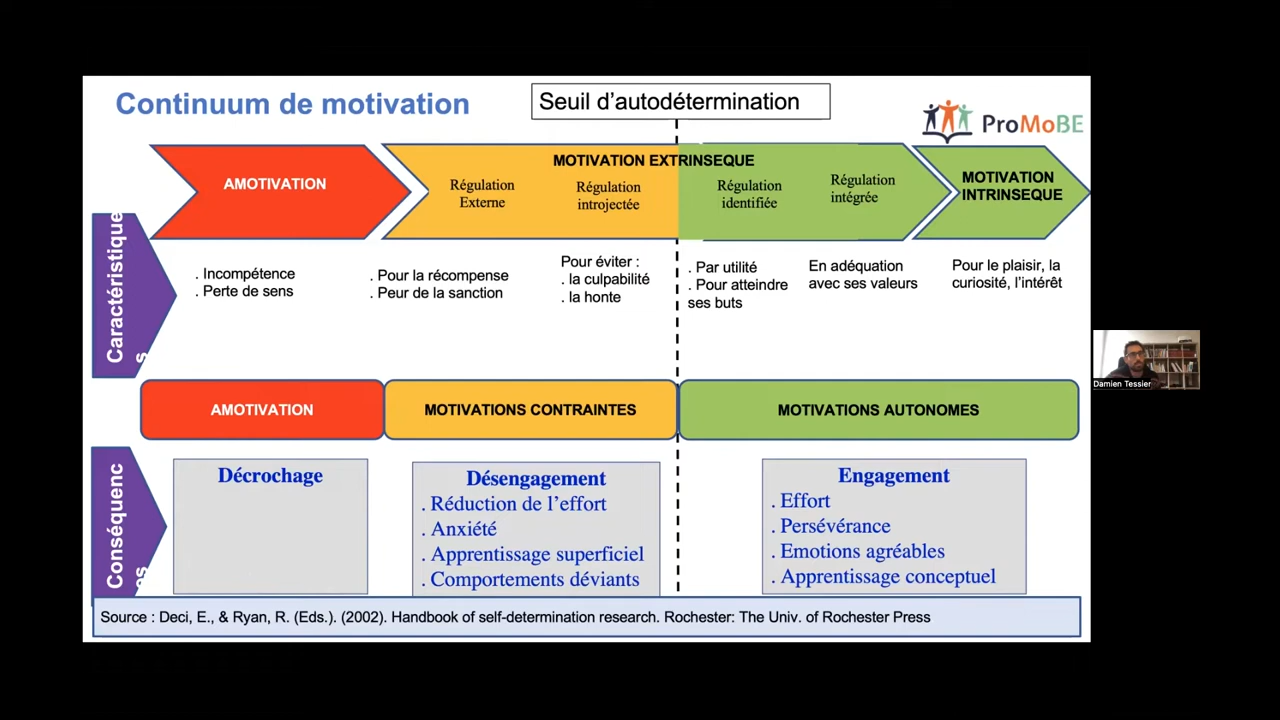 Continuum de motivation
Seuil d'autodétermination
ProMoBE
MOTIVATION EXTRINSEQUE
AMOTIVATION
Régulation
Externe
Régulation
introjectée
Régulation
identifiée
Régulation
intégrée
MOTIVATION
INTRINSEQUE
Caractéristique
s
. Incompétence
. Perte de sens
. Pour la récompense
. Peur de la sanction
Pour éviter :
. la culpabilité
. la honte
. Par utilité
. Pour atteindre
ses buts
En adéquation
avec ses valeurs
Pour le plaisir, la
curiosité, l'intérêt
Damien Tessier
AMOTIVATION
MOTIVATIONS CONTRAINTES
MOTIVATIONS AUTONOMES
Conséquenc
es
Décrochage
Désengagement
. Réduction de l'effort
. Anxiété
. Apprentissage superficiel
. Comportements déviants
Engagement
. Effort
. Persévérance
. Emotions agréables
. Apprentissage conceptuel
Source : Deci, E., & Ryan, R. (Eds.). (2002). Handbook of self-determination research. Rochester: The Univ. of Rochester Press